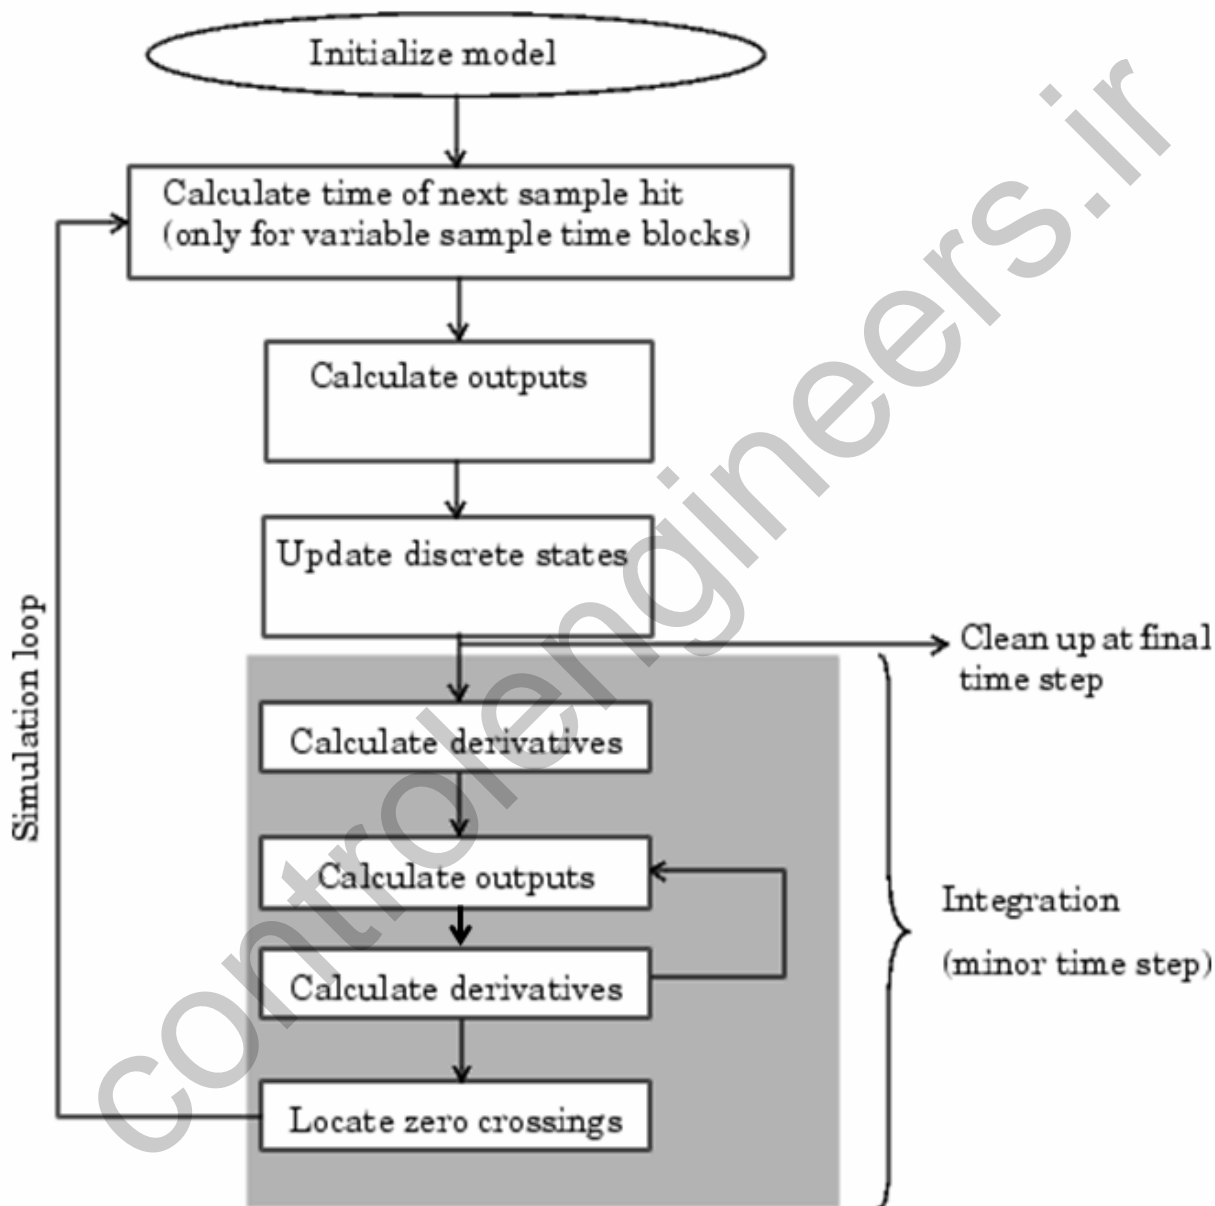 Initialize model
Calculate time of next sample hit
(only for variable sample time blocks)
Calculate outputs
Update discrete states
Clean up at final
time step
Calculate derivatives
Calculate outputs
Calculate derivatives
Locate zero crossings
Integration
(minor time step)
Simulation loop
controlengineers.ir